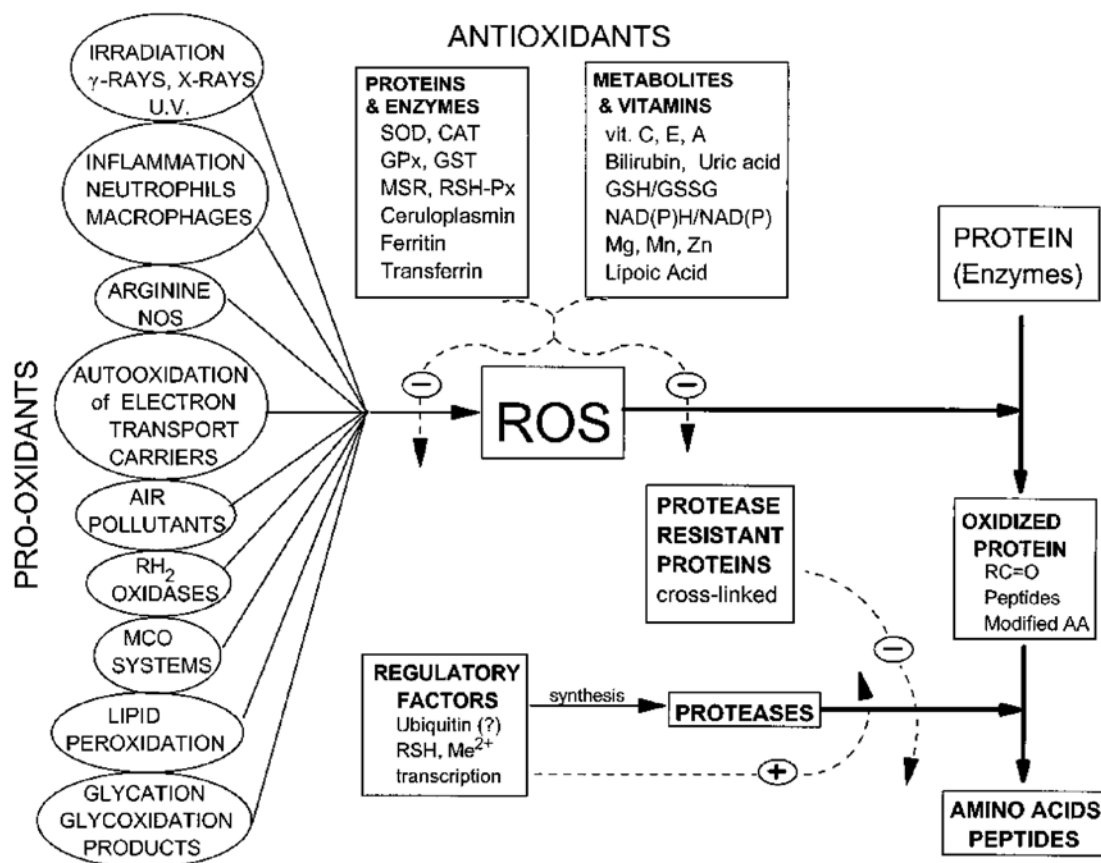 ANTIOXIDANTS
PRO-OXIDANTS
IRRADIATION
γ-RAYS, X-RAYS
U.V.
INFLAMMATION
NEUTROPHILS
MACROPHAGES
ARGININE
NOS
AUTOOXIDATION
of ELECTRON
TRANSPORT
CARRIERS
AIR
POLLUTANTS
RH2
OXIDASES
MCO
SYSTEMS
LIPID
PEROXIDATION
GLYCATION
GLYCOXIDATION
PRODUCTS
PROTEINS
& ENZYMES
SOD, CAT
GPx, GST
MSR, RSH-Px
Ceruloplasmin
Ferritin
Transferrin
METABOLITES
& VITAMINS
vit. C, E, A
Bilirubin, Uric acid
GSH/GSSG
NAD(P)H/NAD(P)
Mg, Mn, Zn
Lipoic Acid
−
ROS
−
PROTEIN
(Enzymes)
OXIDIZED
PROTEIN
RC=O
Peptides
Modified AA
PROTEASE
RESISTANT
PROTEINS
cross-linked
−
REGULATORY
FACTORS
Ubiquitin (?)
RSH, Me2+
transcription
synthesis
PROTEASES
+
AMINO ACIDS
PEPTIDES